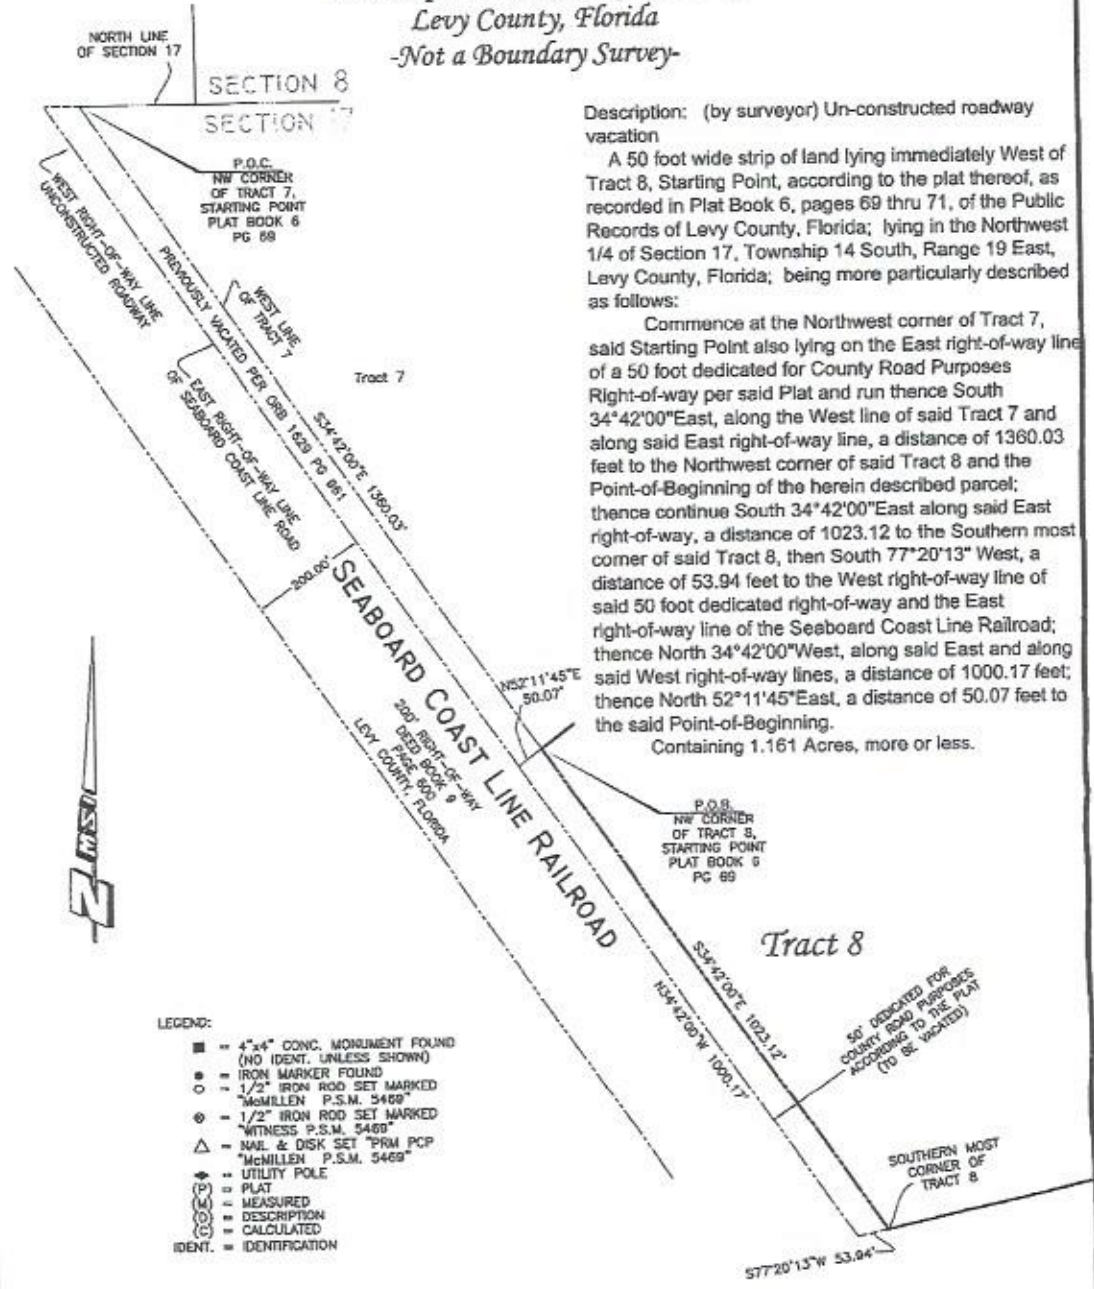 Levy County, Florida
-Not a Boundary Survey-
NORTH LINE
OF SECTION 17
SECTION 8
SECTION 17
P.O.C.
NW CORNER
OF TRACT 7,
STARTING POINT
PLAT BOOK 6
PG 69
WEST RIGHT-OF-WAY LINE
UNCONSTRUCTED ROADWAY
PREVIOUSLY VACATED PER ORB 1629 PG 861
WEST LINE
OF TRACT 7
Tract 7
EAST RIGHT-OF-WAY LINE
OF SEABOARD COAST LINE ROAD
S34°42'00"E 1360.03'
200.00'
SEABOARD COAST LINE RAILROAD
200' RIGHT-OF-WAY
DEED BOOK 9
PAGE 600
LEVY COUNTY, FLORIDA
N52°11'45"E
50.07'
Description: (by surveyor) Un-constructed roadway
vacation
A 50 foot wide strip of land lying immediately West of
Tract 8, Starting Point, according to the plat thereof, as
recorded in Plat Book 6, pages 69 thru 71, of the Public
Records of Levy County, Florida; lying in the Northwest
1/4 of Section 17, Township 14 South, Range 19 East,
Levy County, Florida; being more particularly described
as follows:
Commence at the Northwest corner of Tract 7,
said Starting Point also lying on the East right-of-way line
of a 50 foot dedicated for County Road Purposes
Right-of-way per said Plat and run thence South
34°42'00"East, along the West line of said Tract 7 and
along said East right-of-way line, a distance of 1360.03
feet to the Northwest corner of said Tract 8 and the
Point-of-Beginning of the herein described parcel;
thence continue South 34°42'00"East along said East
right-of-way, a distance of 1023.12 to the Southern most
corner of said Tract 8, then South 77°20'13" West, a
distance of 53.94 feet to the West right-of-way line of
said 50 foot dedicated right-of-way and the East
right-of-way line of the Seaboard Coast Line Railroad;
thence North 34°42'00"West, along said East and along
said West right-of-way lines, a distance of 1000.17 feet;
thence North 52°11'45"East, a distance of 50.07 feet to
the said Point-of-Beginning.
Containing 1.161 Acres, more or less.
P.O.B.
NW CORNER
OF TRACT 8,
STARTING POINT
PLAT BOOK 6
PG 69
Tract 8
S34°42'00"E 1023.12'
N34°42'00"W 1000.17'
50' DEDICATED FOR
COUNTY ROAD PURPOSES
ACCORDING TO THE PLAT
(TO BE VACATED)
SOUTHERN MOST
CORNER OF
TRACT 8
S77°20'13"W 53.94'
N
LEGEND:
■ = 4"x4" CONC. MONUMENT FOUND
(NO IDENT. UNLESS SHOWN)
● = IRON MARKER FOUND
○ = 1/2" IRON ROD SET MARKED
"McMILLEN P.S.M. 5469"
⊗ = 1/2" IRON ROD SET MARKED
"WITNESS P.S.M. 5469"
△ = NAIL & DISK SET "PRM PCP
"McMILLEN P.S.M. 5469"
= UTILITY POLE
(P) = PLAT
(M) = MEASURED
(D) = DESCRIPTION
(C) = CALCULATED
IDENT. = IDENTIFICATION